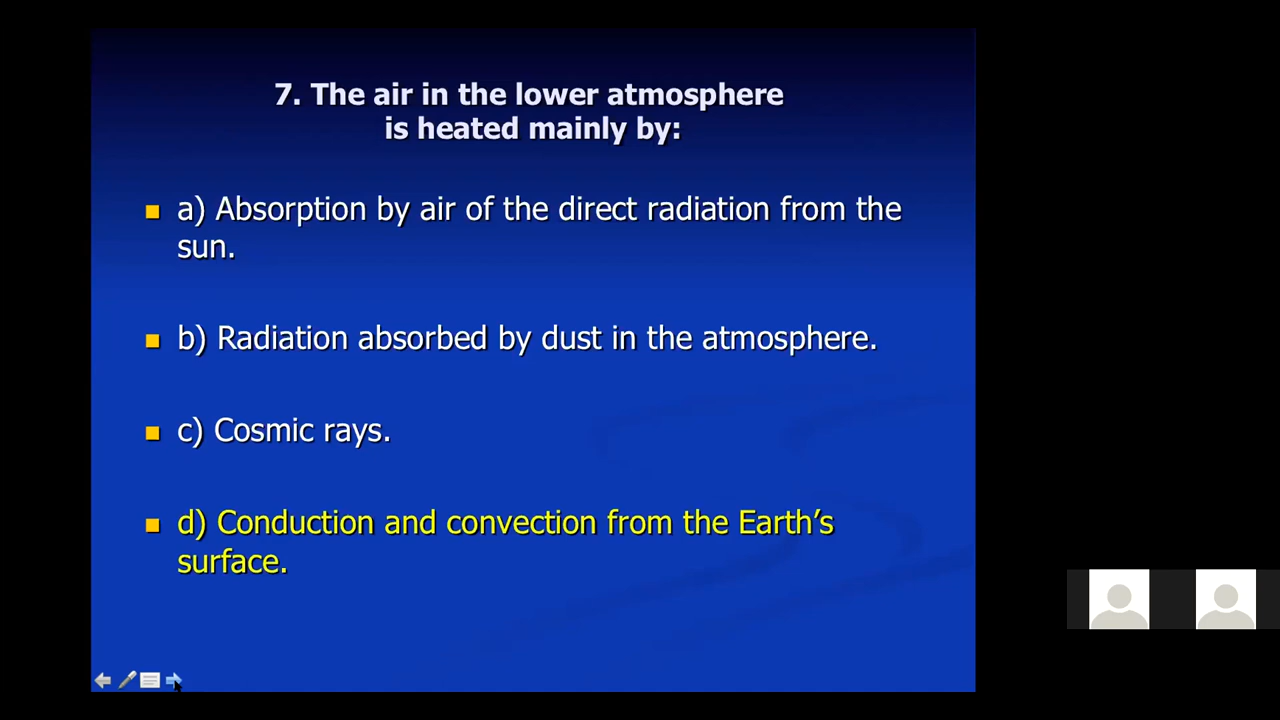 7. The air in the lower atmosphere
is heated mainly by:
a) Absorption by air of the direct radiation from the
sun.
b) Radiation absorbed by dust in the atmosphere.
c) Cosmic rays.
d) Conduction and convection from the Earth’s
surface.